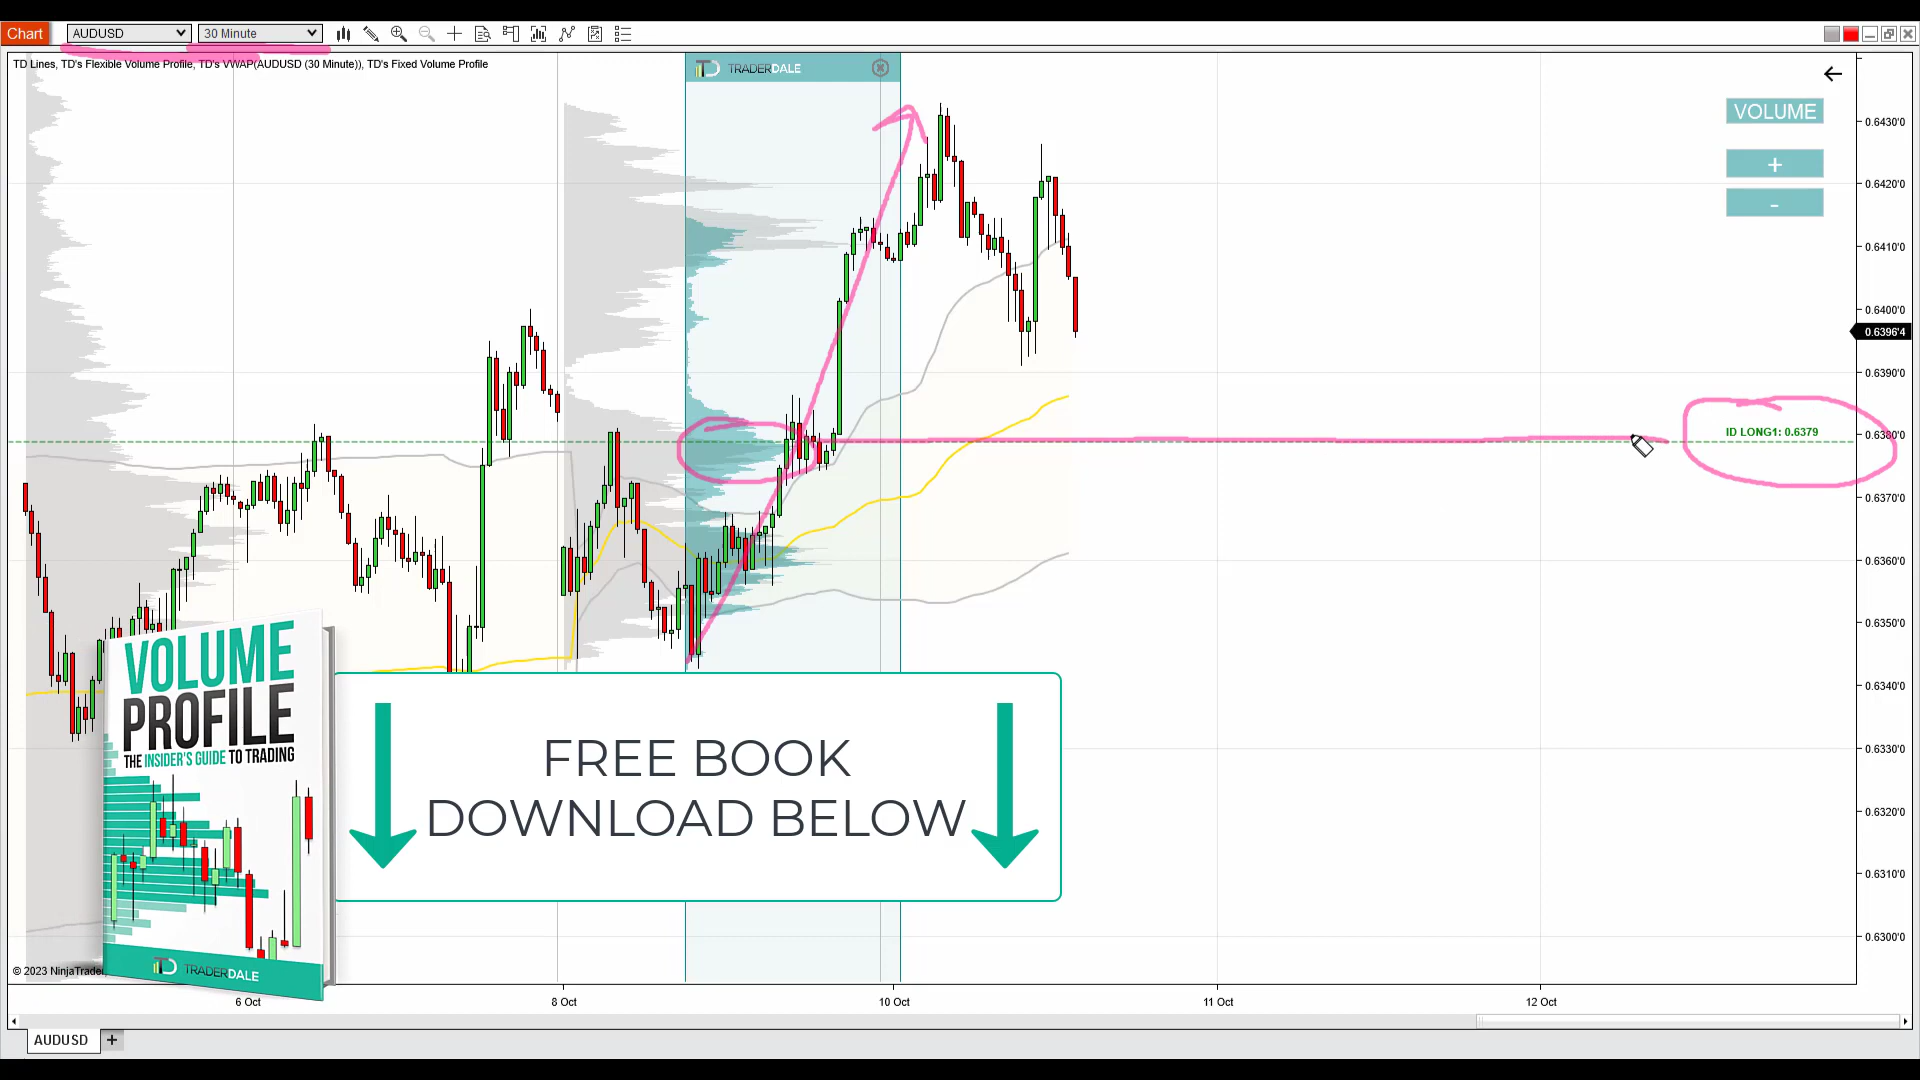 Chart
AUDUSD
30 Minute
TD Lines, TD's Flexible Volume Profile, TD's VWAP(AUDUSD (30 Minute)), TD's Fixed Volume Profile
TRADERDALE
VOLUME
+
-
0.6430'0
0.6420'0
0.6410'0
0.6400'0
0.6396'4
0.6390'0
ID LONG1: 0.6379
0.6380'0
0.6370'0
0.6360'0
0.6350'0
0.6340'0
0.6330'0
0.6320'0
0.6310'0
0.6300'0
VOLUME
PROFILE
THE INSIDER'S GUIDE TO TRADING
TRADERDALE
FREE BOOK
DOWNLOAD BELOW
© 2023 NinjaTrader,
6 Oct
8 Oct
10 Oct
11 Oct
12 Oct
AUDUSD
+